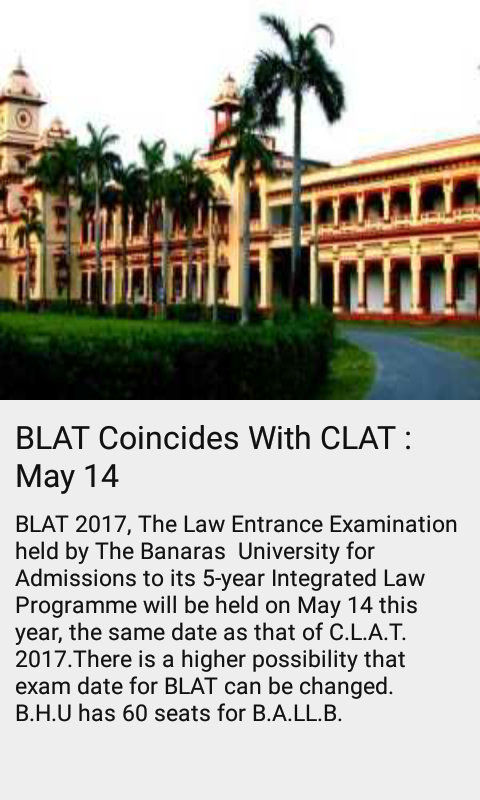 BLAT Coincides With CLAT :
May 14
BLAT 2017, The Law Entrance Examination
held by The Banaras  University for
Admissions to its 5-year Integrated Law
Programme will be held on May 14 this
year, the same date as that of C.L.A.T.
2017.There is a higher possibility that
exam date for BLAT can be changed.
B.H.U has 60 seats for B.A.LL.B.